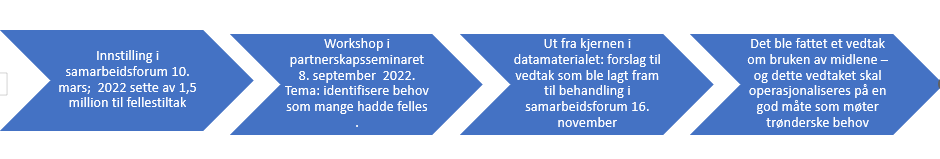 Innstilling i
samarbeidsforum 10.
mars;  2022 sette av 1,5
million til fellestiltak
Workshop i
partnerskapsseminaret
8. september  2022.
Tema: identifisere behov
som mange hadde felles
.
Ut fra kjernen i
datamaterialet: forslag til
vedtak som ble lagt fram
til behandling i
samarbeidsforum 16.
november
Det ble fattet et vedtak
om bruken av midlene –
og dette vedtaket skal
operasjonaliseres på en
god måte som møter
trønderske behov